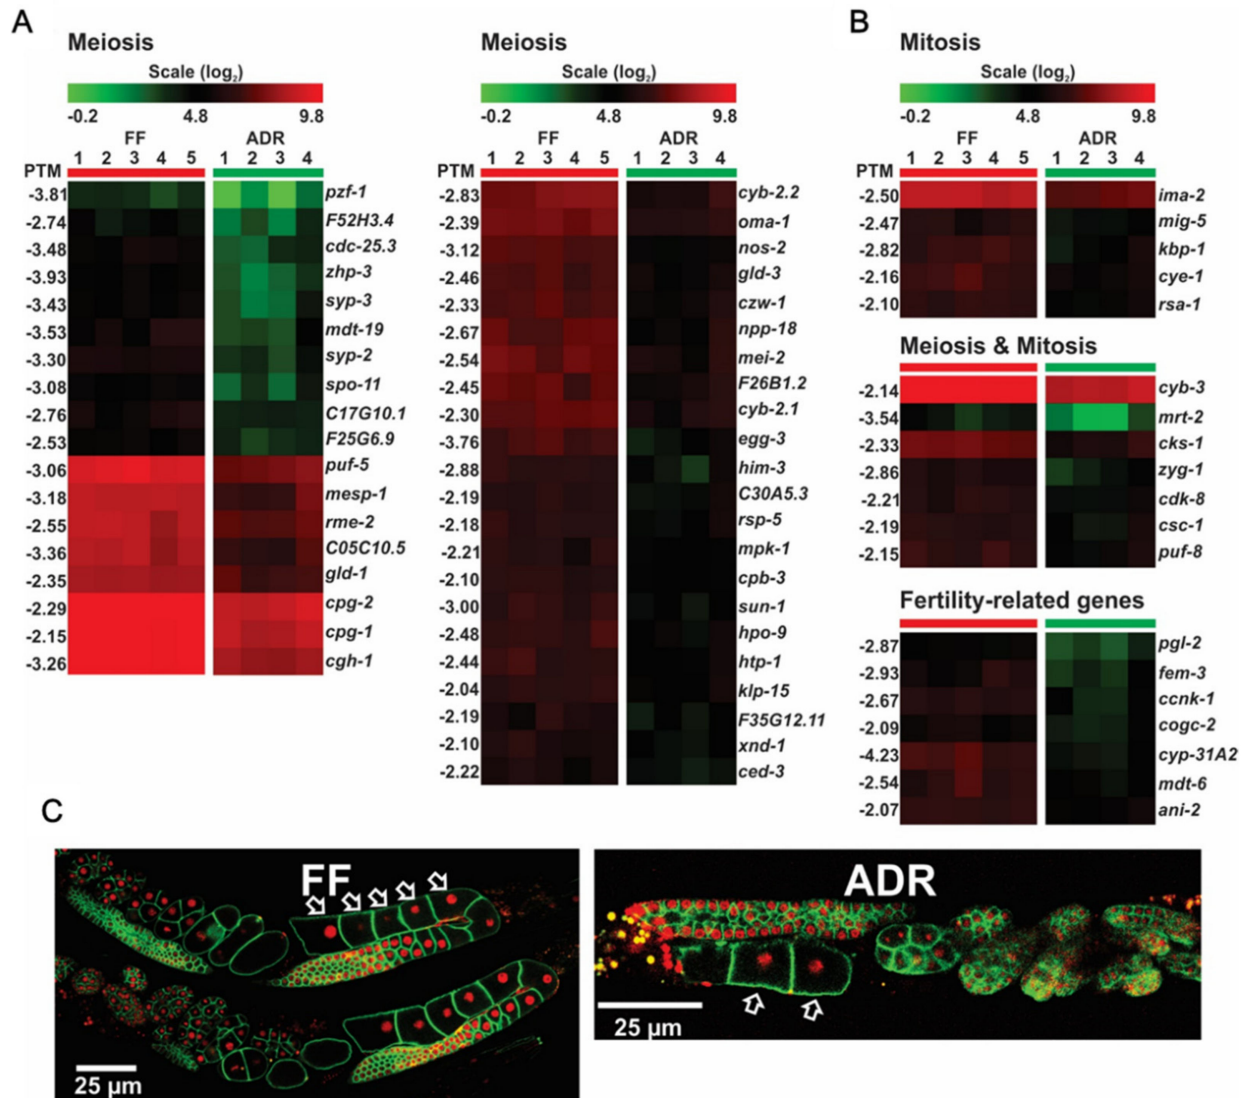 A
Meiosis
Scale (log2)
-0.2 4.8 9.8
FF ADR
1 2 3 4 5 1 2 3 4
PTM
-3.81 pzf-1
-2.74 F52H3.4
-3.48 cdc-25.3
-3.93 zhp-3
-3.43 syp-3
-3.53 mdt-19
-3.30 syp-2
-3.08 spo-11
-2.76 C17G10.1
-2.53 F25G6.9
-3.06 puf-5
-3.18 mesp-1
-2.55 rme-2
-3.36 C05C10.5
-2.35 gld-1
-2.29 cpg-2
-2.15 cpg-1
-3.26 cgh-1
Meiosis
Scale (log2)
-0.2 4.8 9.8
FF ADR
1 2 3 4 5 1 2 3 4
PTM
-2.83 cyb-2.2
-2.39 oma-1
-3.12 nos-2
-2.46 gld-3
-2.33 czw-1
-2.67 npp-18
-2.54 mei-2
-2.45 F26B1.2
-2.30 cyb-2.1
-3.76 egg-3
-2.88 him-3
-2.19 C30A5.3
-2.18 rsp-5
-2.21 mpk-1
-2.10 cpb-3
-3.00 sun-1
-2.48 hpo-9
-2.44 htp-1
-2.04 klp-15
-2.19 F35G12.11
-2.10 xnd-1
-2.22 ced-3
B
Mitosis
Scale (log2)
-0.2 4.8 9.8
FF ADR
1 2 3 4 5 1 2 3 4
PTM
-2.50 ima-2
-2.47 mig-5
-2.82 kbp-1
-2.16 cye-1
-2.10 rsa-1
Meiosis & Mitosis
-2.14 cyb-3
-3.54 mrt-2
-2.33 cks-1
-2.86 zyg-1
-2.21 cdk-8
-2.19 csc-1
-2.15 puf-8
Fertility-related genes
-2.87 pgl-2
-2.93 fem-3
-2.67 ccnk-1
-2.09 cogc-2
-4.23 cyp-31A2
-2.54 mdt-6
-2.07 ani-2
C
FF
25 µm
ADR
25 µm